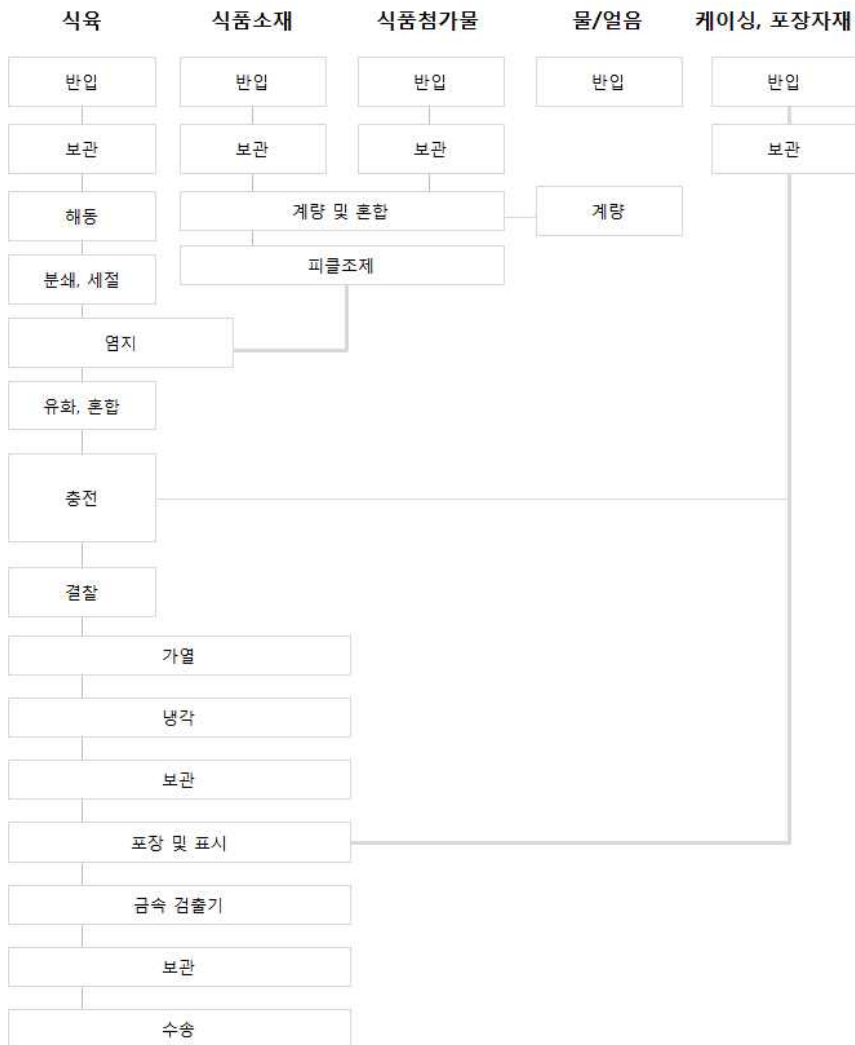 식육 식품소재 식품첨가물 물/얼음 케이싱, 포장자재
반입 반입 반입 반입 반입
보관 보관 보관 보관
해동 계량 및 혼합 계량
분쇄, 세절 피클조제
염지
유화, 혼합
충전
결찰
가열
냉각
보관
포장 및 표시
금속 검출기
보관
수송